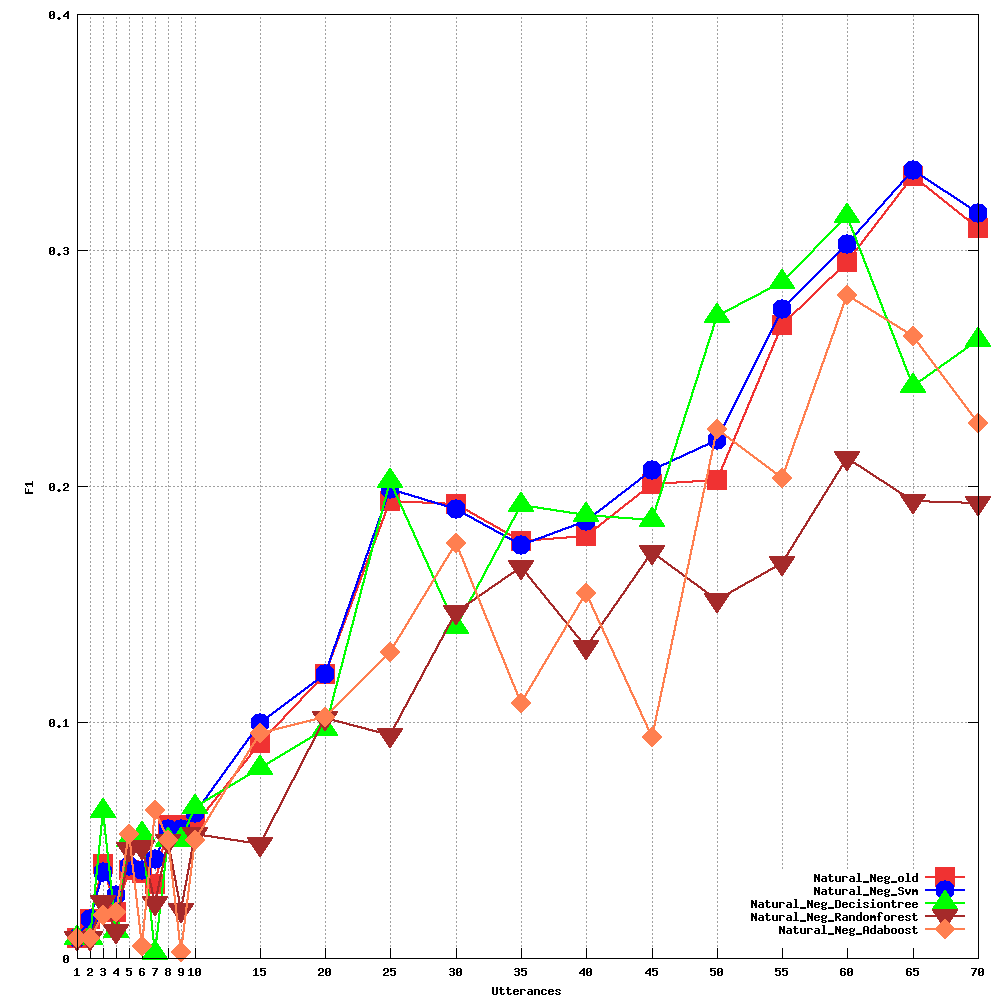 0.4
0.3
0.2
0.1
0
F1
1 2 3 4 5 6 7 8 9 10 15 20 25 30 35 40 45 50 55 60 65 70
Utterances
Natural_Neg_old
Natural_Neg_Svm
Natural_Neg_Decisiontree
Natural_Neg_Randomforest
Natural_Neg_Adaboost